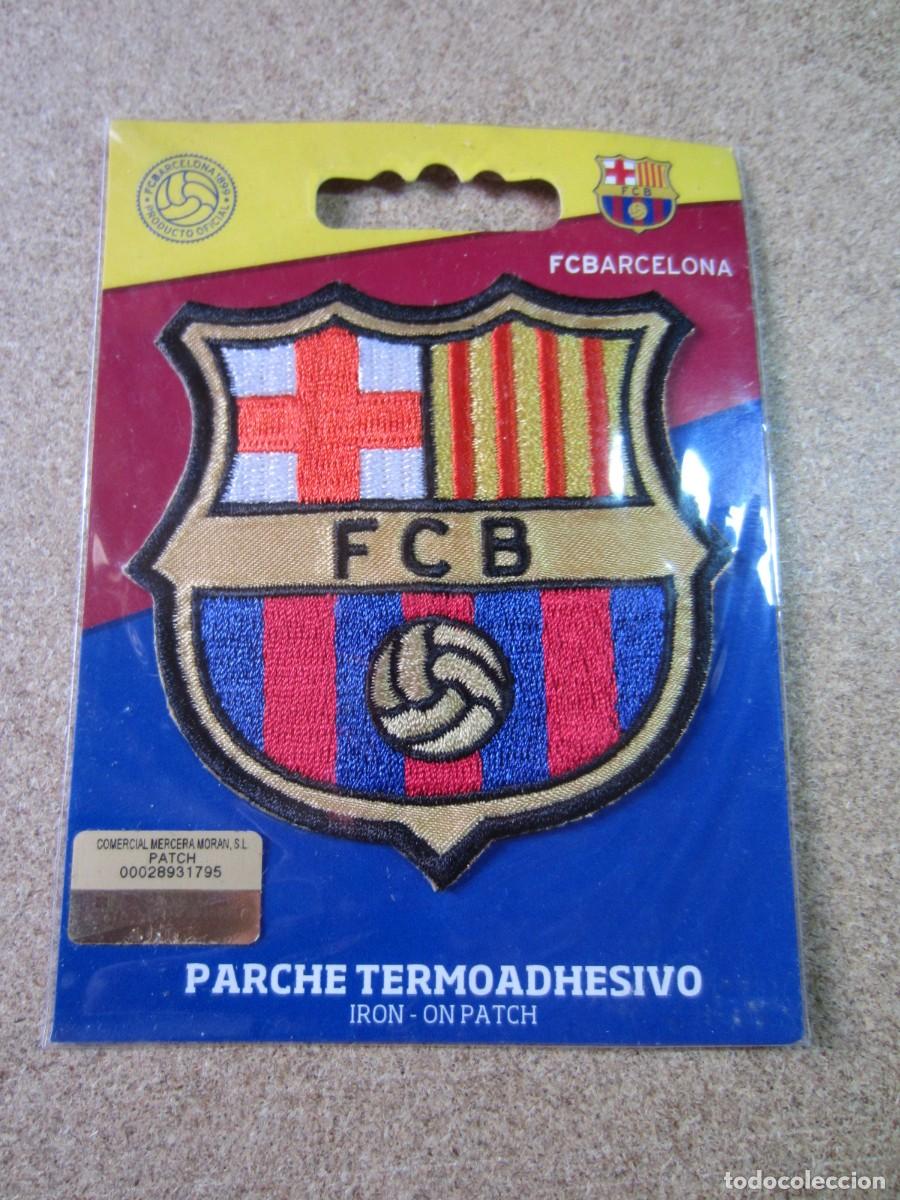 FCBARCELONA 1899
PRODUCTO OFICIAL
FCB
FCBARCELONA
FCB
COMERCIAL MERCERA MORAN, S.L.
PATCH
00028931795
PARCHE TERMOADHESIVO
IRON - ON PATCH
todocoleccion